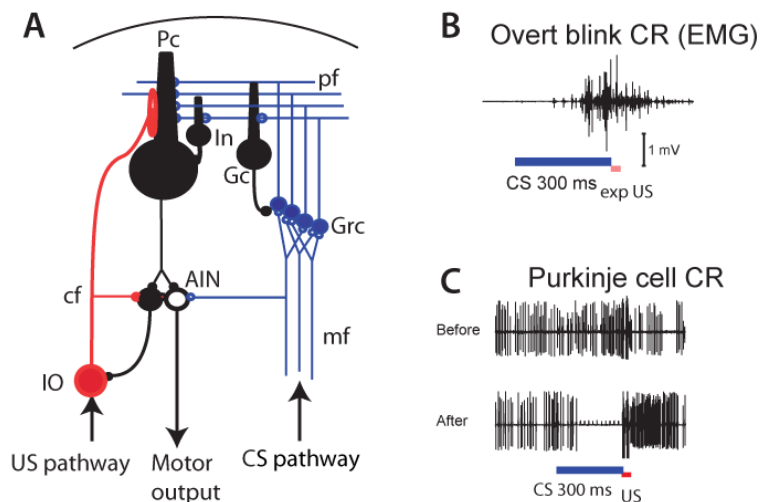 A
Pc
pf
In
Gc
Grc
AIN
cf
mf
IO
US pathway
Motor
output
CS pathway
B
Overt blink CR (EMG)
1 mV
CS 300 ms
exp US
C
Purkinje cell CR
Before
After
CS 300 ms
US